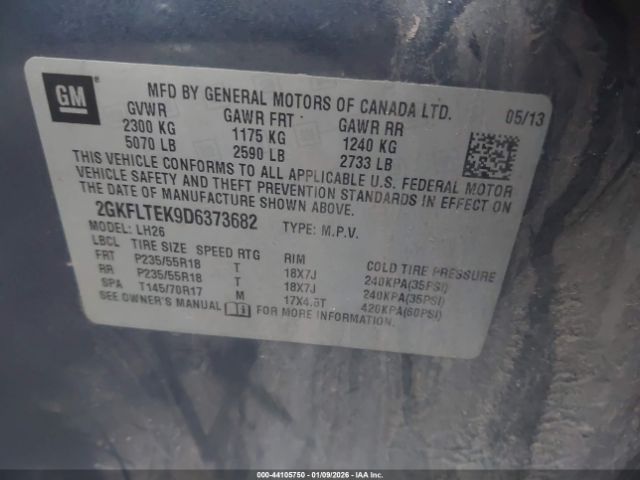 GM
MFD BY GENERAL MOTORS OF CANADA LTD.
05/13
GVWR GAWR FRT GAWR RR
2300 KG 1175 KG 1240 KG
5070 LB 2590 LB 2733 LB
THIS VEHICLE CONFORMS TO ALL APPLICABLE U.S. FEDERAL MOTOR
VEHICLE SAFETY AND THEFT PREVENTION STANDARDS IN EFFECT ON
THE DATE OF MANUFACTURE SHOWN ABOVE.
2GKFLTEK9D6373682 TYPE: M.P.V.
MODEL: LH26
LBCL TIRE SIZE SPEED RTG RIM COLD TIRE PRESSURE
FRT P235/55R18 T 18X7J 240KPA(35PSI)
RR P235/55R18 T 18X7J 240KPA(35PSI)
SPA T145/70R17 M 17X4.5T 420KPA(60PSI)
SEE OWNER'S MANUAL FOR MORE INFORMATION.
000-44105750 - 01/09/2026 - IAAI.COM